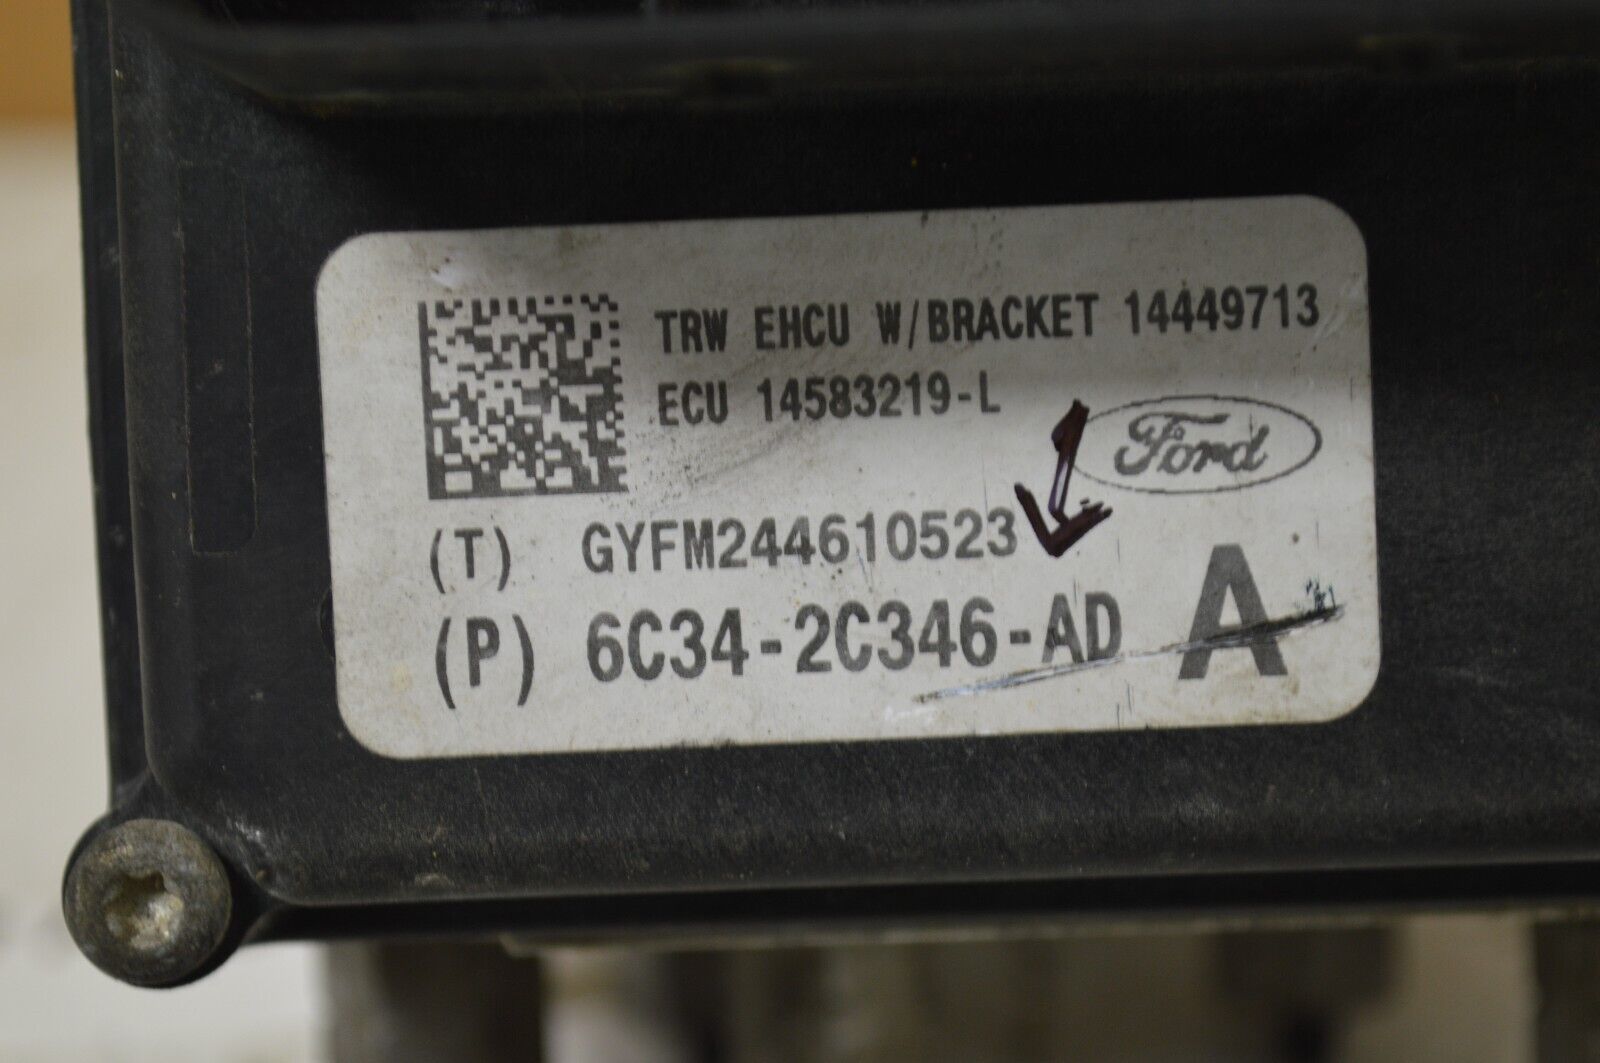 TRW EHCU W/BRACKET 14449713
ECU 14583219-L
Ford
(T) GYFM244610523
(P) 6C34-2C346-AD A